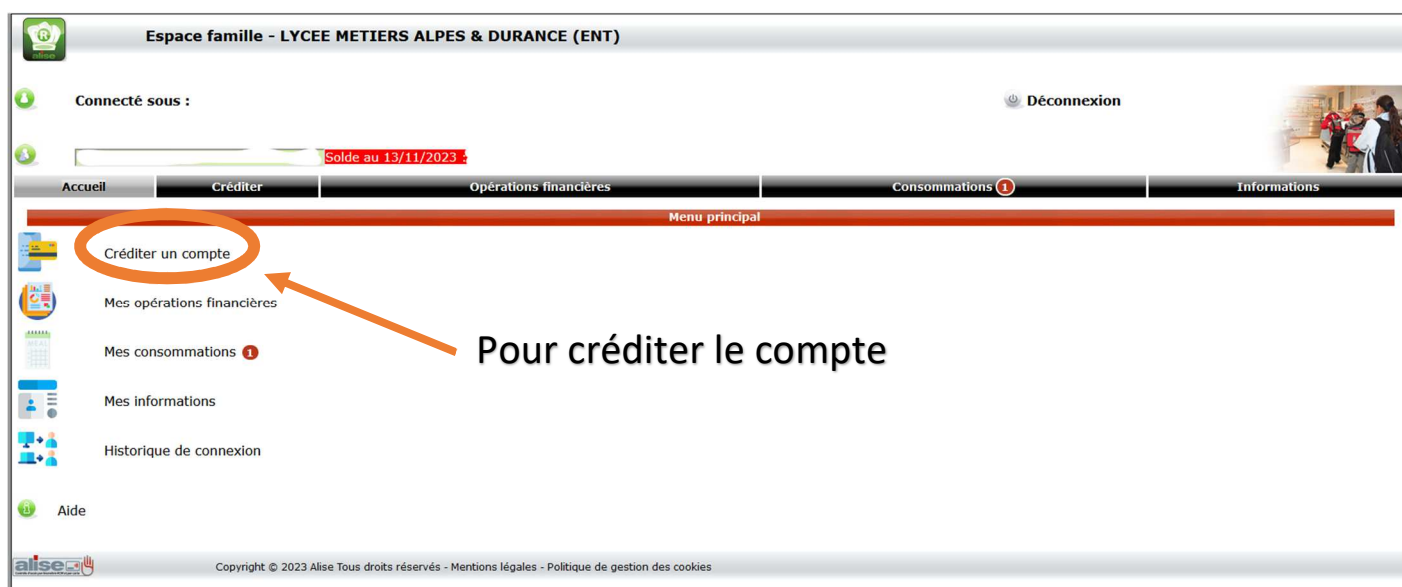 alise
Espace famille - LYCEE METIERS ALPES & DURANCE (ENT)
Connecté sous :
Déconnexion
Solde au 13/11/2023 :
Accueil Créditer Opérations financières Consommations 1 Informations
Menu principal
Créditer un compte
Mes opérations financières
Mes consommations 1
Mes informations
Historique de connexion
Pour créditer le compte
Aide
alise
Copyright © 2023 Alise Tous droits réservés - Mentions légales - Politique de gestion des cookies